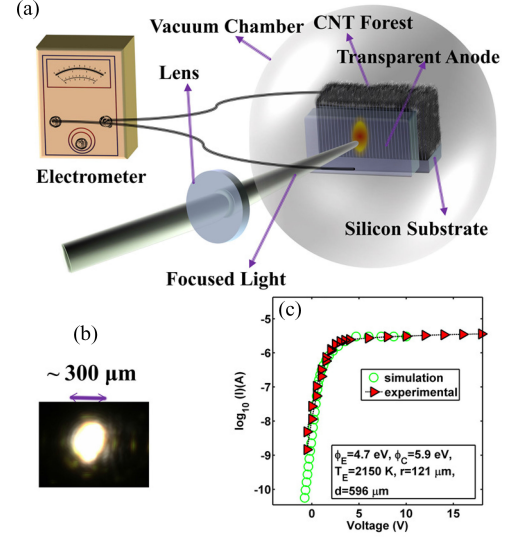 (a)
Vacuum Chamber
CNT Forest
Transparent Anode
Lens
Electrometer
Silicon Substrate
Focused Light
(b)
~ 300 μm
(c)
log10 (I)(A)
-5
-6
-7
-8
-9
-10
simulation
experimental
ϕE=4.7 eV, ϕC=5.9 eV,
TE=2150 K, r=121 μm,
d=596 μm
0 5 10 15
Voltage (V)